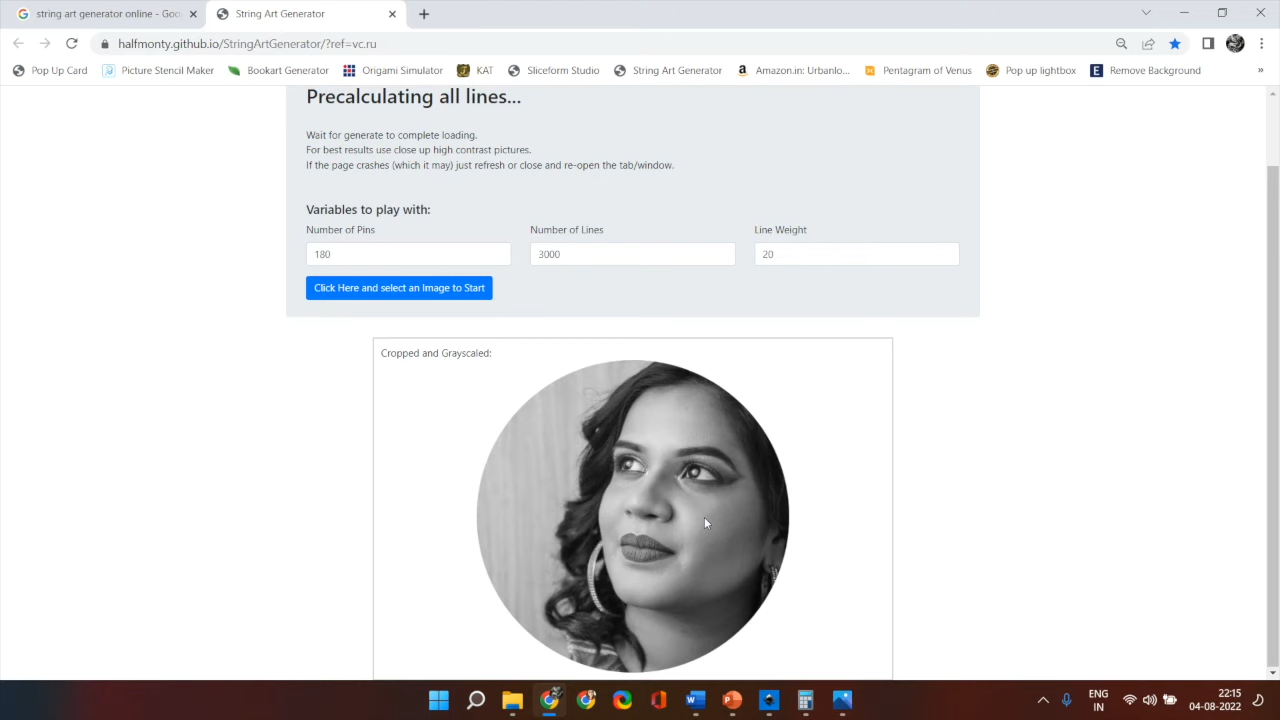 string art generator online - Goo
String Art Generator
halfmonty.github.io/StringArtGenerator/?ref=vc.ru
Pop Up Card
Picture Stencil Maker
Bookart Generator
Origami Simulator
KAT
Sliceform Studio
String Art Generator
Amazon.in: Urbanlo...
Pentagram of Venus
Pop up lightbox
Remove Background
»
Precalculating all lines...
Wait for generate to complete loading.
For best results use close up high contrast pictures.
If the page crashes (which it may) just refresh or close and re-open the tab/window.
Variables to play with:
Number of Pins
Number of Lines
Line Weight
180
3000
20
Click Here and select an Image to Start
Cropped and Grayscaled:
ENG
IN
22:15
04-08-2022